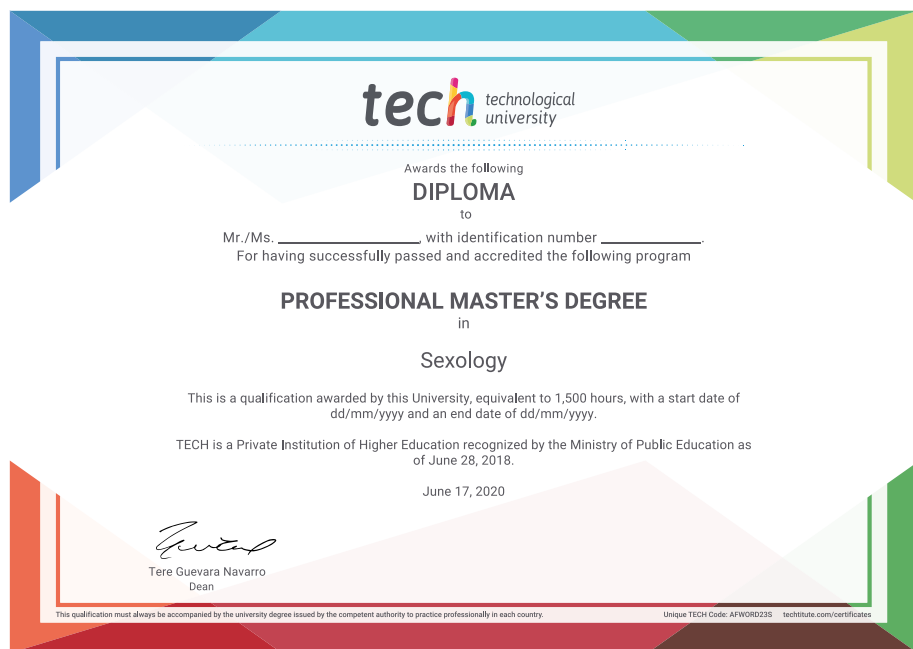 tech technological
university
Awards the following
DIPLOMA
to
Mr./Ms. ____________________, with identification number ______________.
For having successfully passed and accredited the following program
PROFESSIONAL MASTER'S DEGREE
in
Sexology
This is a qualification awarded by this University, equivalent to 1,500 hours, with a start date of
dd/mm/yyyy and an end date of dd/mm/yyyy.
TECH is a Private Institution of Higher Education recognized by the Ministry of Public Education as
of June 28, 2018.
June 17, 2020
Tere Guevara Navarro
Dean
This qualification must always be accompanied by the university degree issued by the competent authority to practice professionally in each country. Unique TECH Code: AFWORD23S techtitute.com/certificates